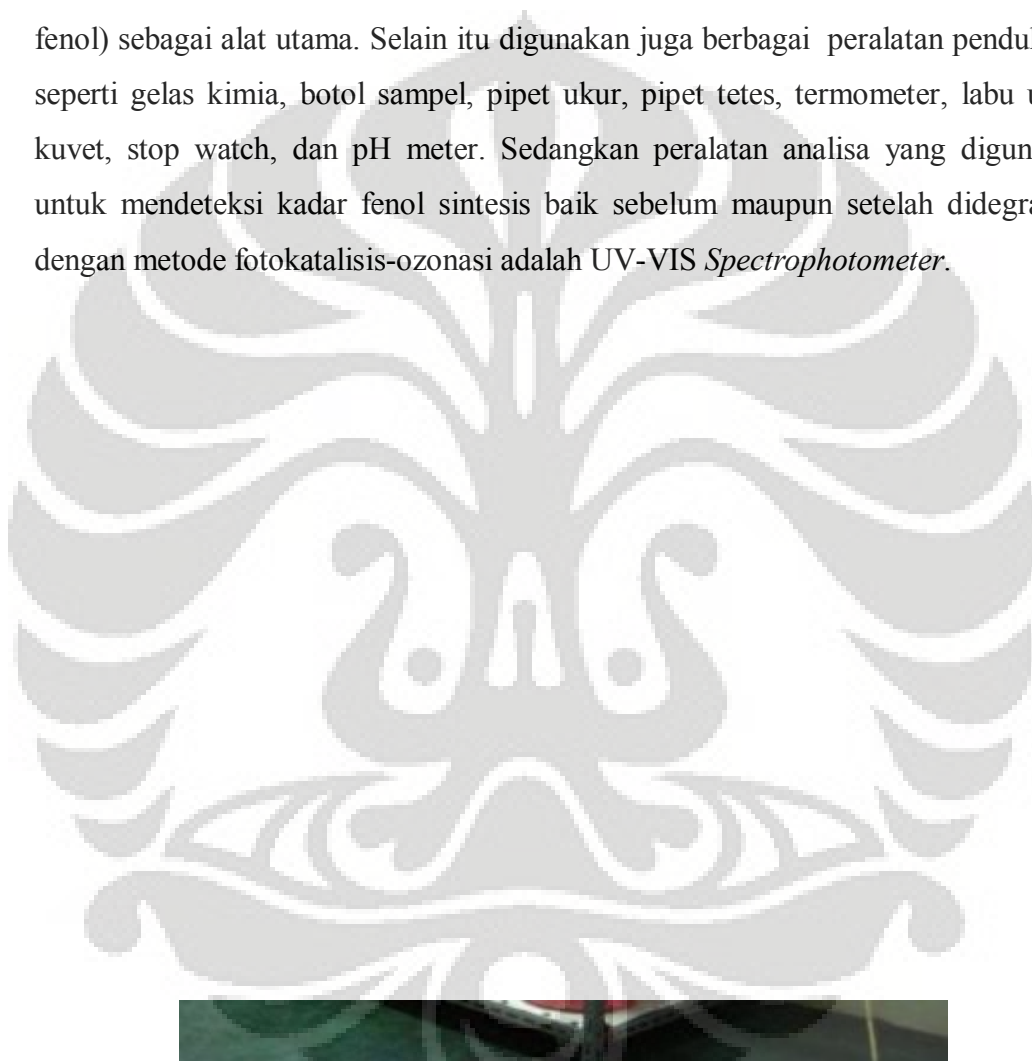 fenol) sebagai alat utama. Selain itu digunakan juga berbagai peralatan pendul
seperti gelas kimia, botol sampel, pipet ukur, pipet tetes, termometer, labu u
kuvet, stop watch, dan pH meter. Sedangkan peralatan analisa yang digun
untuk mendeteksi kadar fenol sintesis baik sebelum maupun setelah didegra
dengan metode fotokatalisis-ozonasi adalah UV-VIS Spectrophotometer.